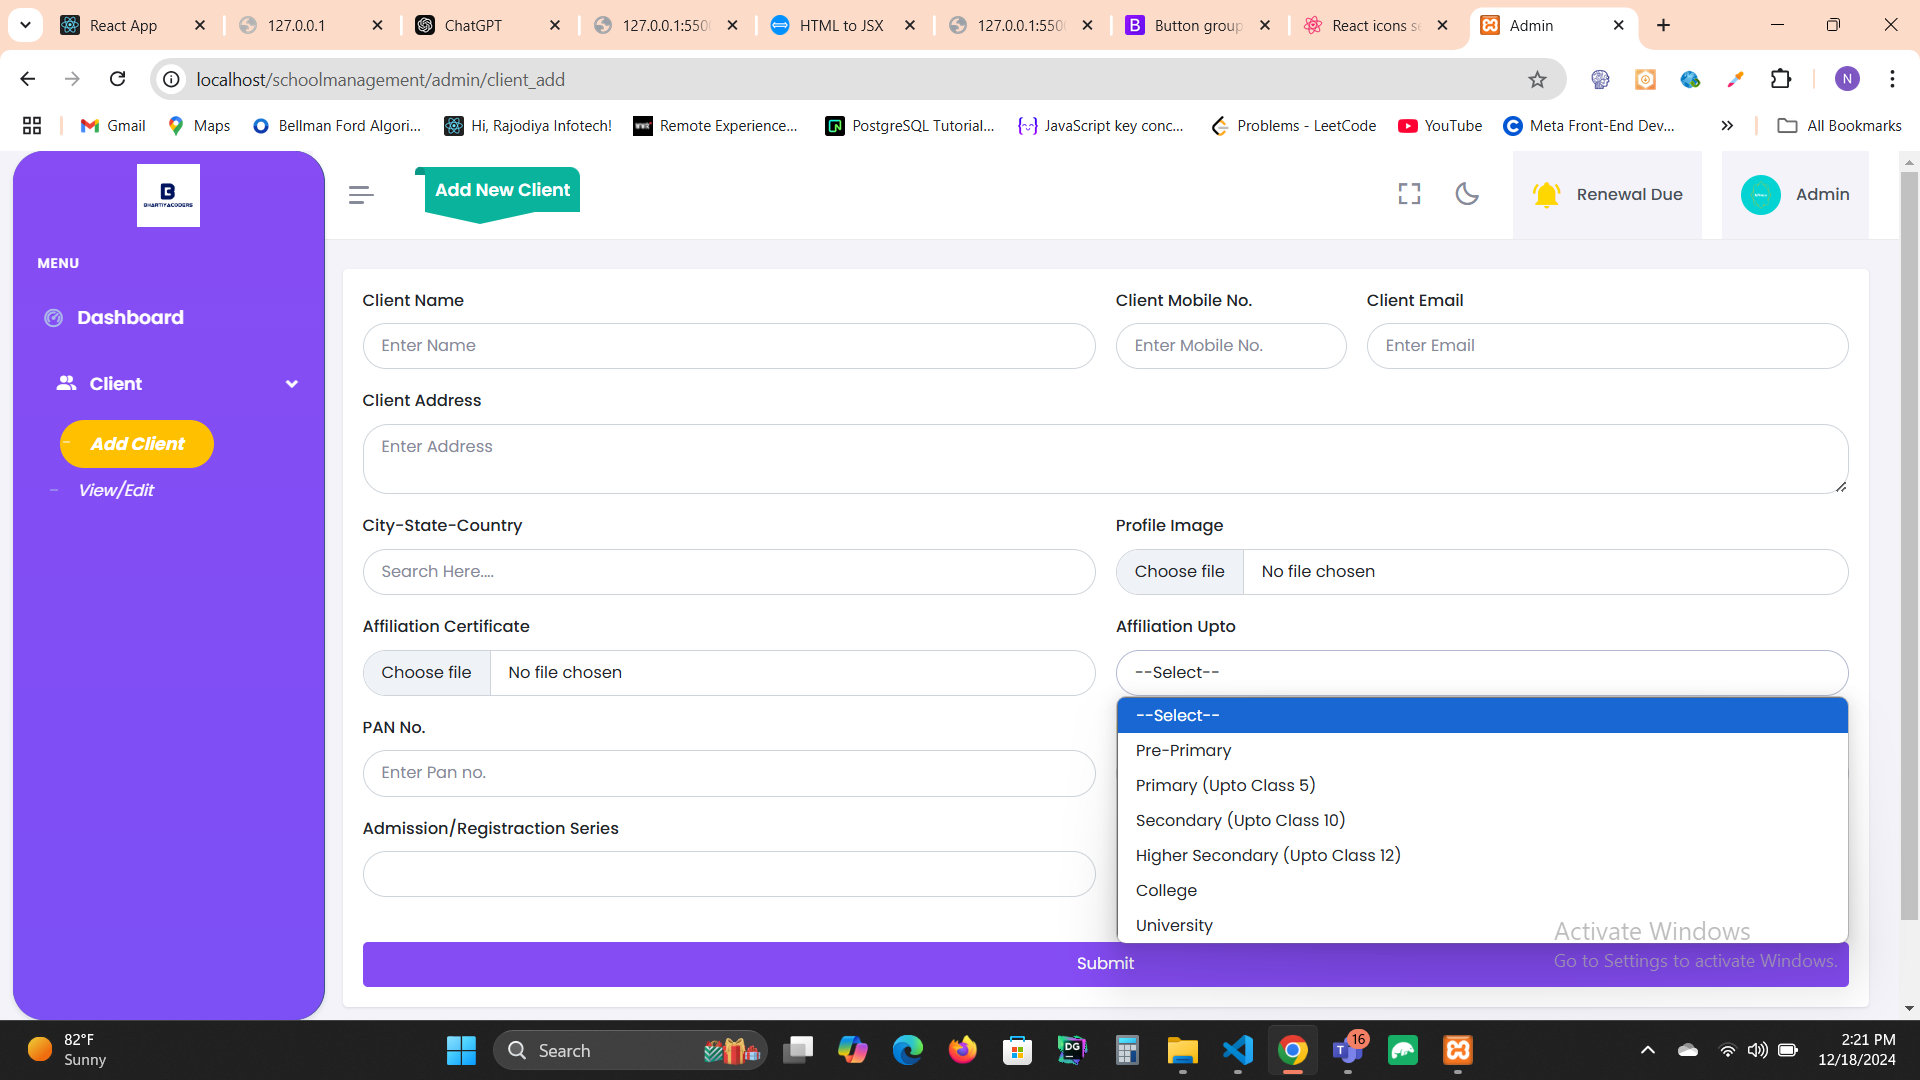 React App
127.0.0.1
ChatGPT
127.0.0.1:550
HTML to JSX
127.0.0.1:550
Button group
React icons se
Admin
localhost/schoolmanagement/admin/client_add
N
Gmail
Maps
Bellman Ford Algori...
Hi, Rajodiya Infotech!
Remote Experience...
PostgreSQL Tutorial...
JavaScript key conc...
Problems - LeetCode
YouTube
Meta Front-End Dev...
All Bookmarks
BHARTIYACODERS
Add New Client
Renewal Due
Admin
MENU
Dashboard
Client
Add Client
View/Edit
Client Name
Client Mobile No.
Client Email
Enter Name
Enter Mobile No.
Enter Email
Client Address
Enter Address
City-State-Country
Profile Image
Search Here....
Choose file
No file chosen
Affiliation Certificate
Affiliation Upto
Choose file
No file chosen
--Select--
--Select--
Pre-Primary
Primary (Upto Class 5)
Secondary (Upto Class 10)
Higher Secondary (Upto Class 12)
College
University
PAN No.
Enter Pan no.
Admission/Registraction Series
Submit
Activate Windows
Go to Settings to activate Windows.
82°F
Sunny
Search
DG
16
2:21 PM
12/18/2024